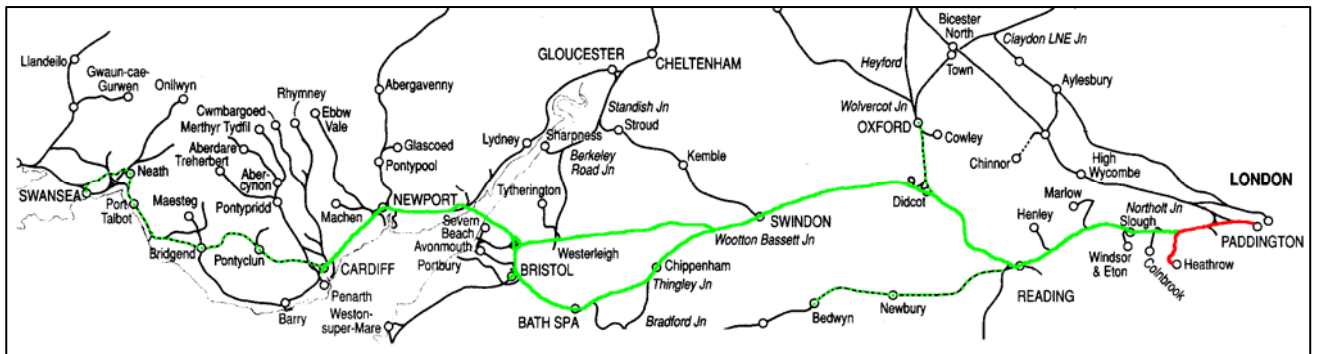 Llandeilo
Gwaun-cae-
Gurwen
Onllwyn
Neath
SWANSEA
Port
Talbot
Maesteg
Bridgend
Pontyclun
Cwmbargoed
Merthyr Tydfil
Aberdare
Treherbert
Rhymney
Ebbw
Vale
Aber-
cynon
Pontypridd
Machen
CARDIFF
Penarth
Barry
Abergavenny
Glascoed
Pontypool
NEWPORT
Lydney
GLOUCESTER
CHELTENHAM
Standish Jn
Stroud
Sharpness
Berkeley
Road Jn
Kemble
Tytherington
Severn
Beach
Avonmouth
Portbury
Westerleigh
BRISTOL
Weston-
super-Mare
BATH SPA
Chippenham
Thingley Jn
Bradford Jn
Wootton Bassett Jn
SWINDON
Heyford
Wolvercot Jn
OXFORD
Cowley
Didcot
Bicester
North
Town
Claydon LNE Jn
Aylesbury
Chinnor
High
Wycombe
Marlow
Henley
Bedwyn
Newbury
READING
Slough
Windsor
& Eton
Colnbrook
Northolt Jn
Heathrow
LONDON
PADDINGTON